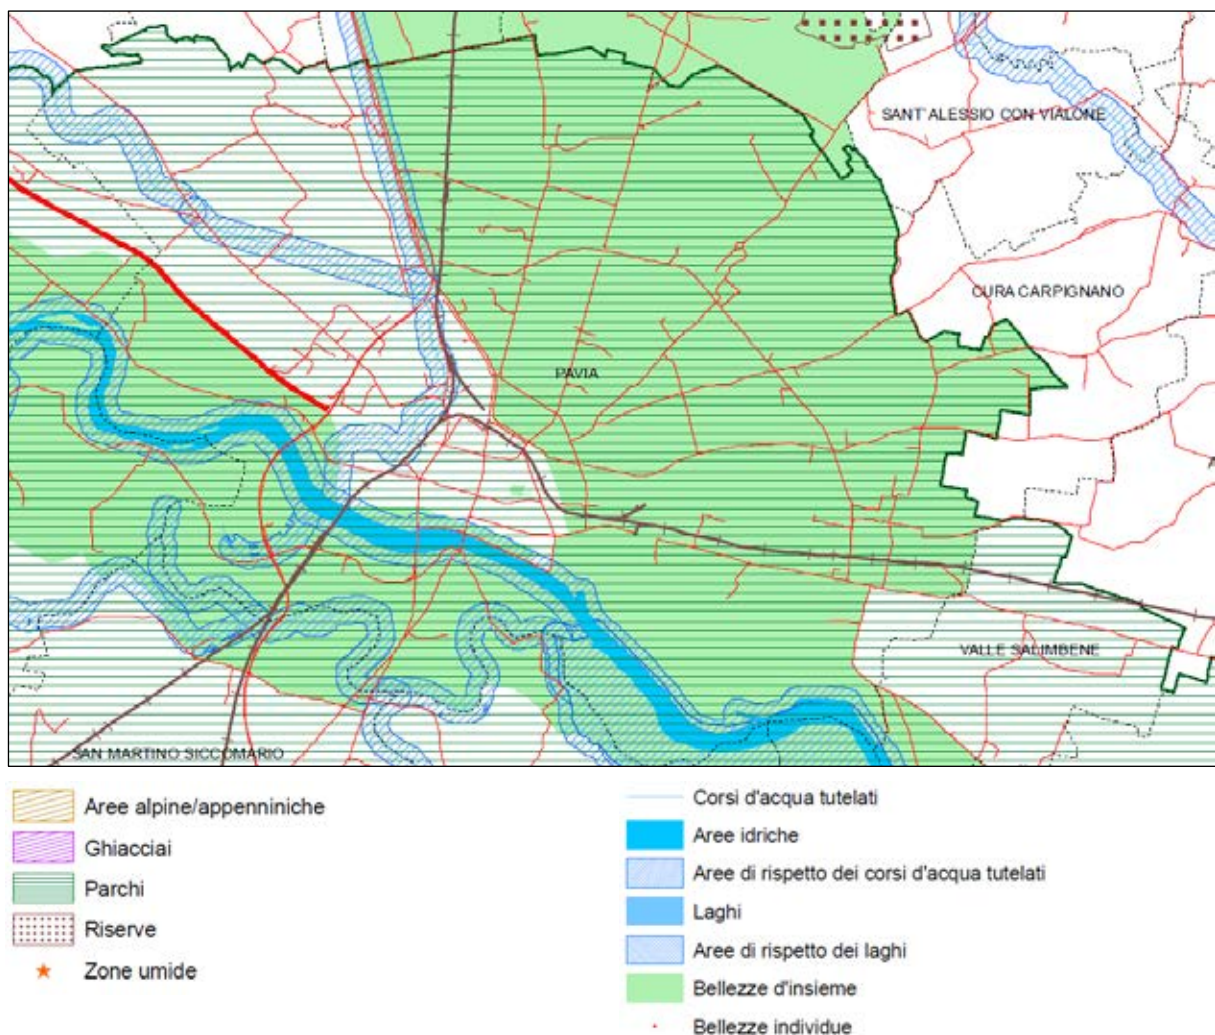 SANT'ALESSIO CON VIALONE
CURA CARPIGNANO
PAVIA
VALLE SALIMBENE
SAN MARTINO SICCOMARIO
Aree alpine/appenniniche
Ghiacciai
Parchi
Riserve
Zone umide
Corsi d'acqua tutelati
Aree idriche
Aree di rispetto dei corsi d'acqua tutelati
Laghi
Aree di rispetto dei laghi
Bellezze d'insieme
Bellezze individue